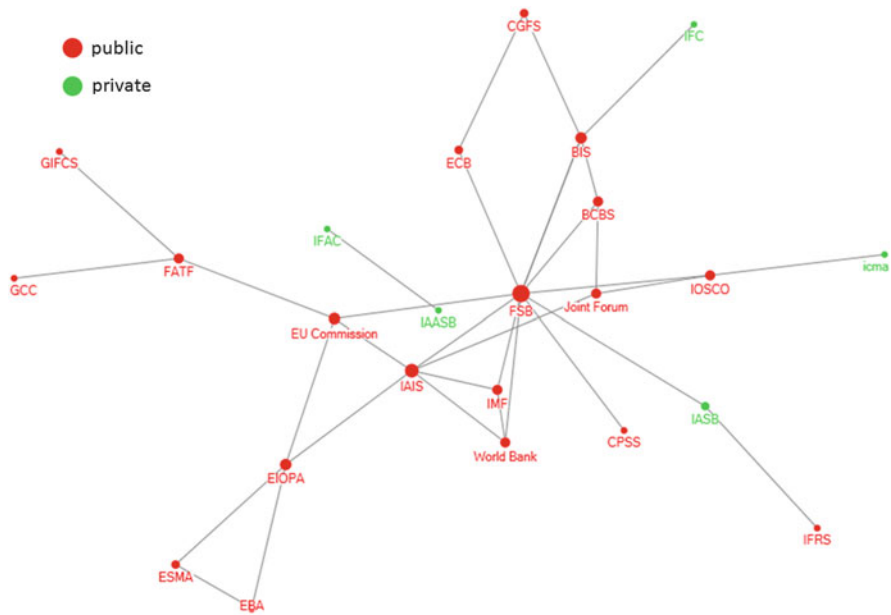 CGFS
IFC
public
private
GIFCS
ECB
BIS
BCBS
IFAC
FATF
icma
GCC
IOSCO
FSB
Joint Forum
EU Commission
IAASB
IAIS
IMF
IASB
CPSS
World Bank
EIOPA
IFRS
ESMA
EBA